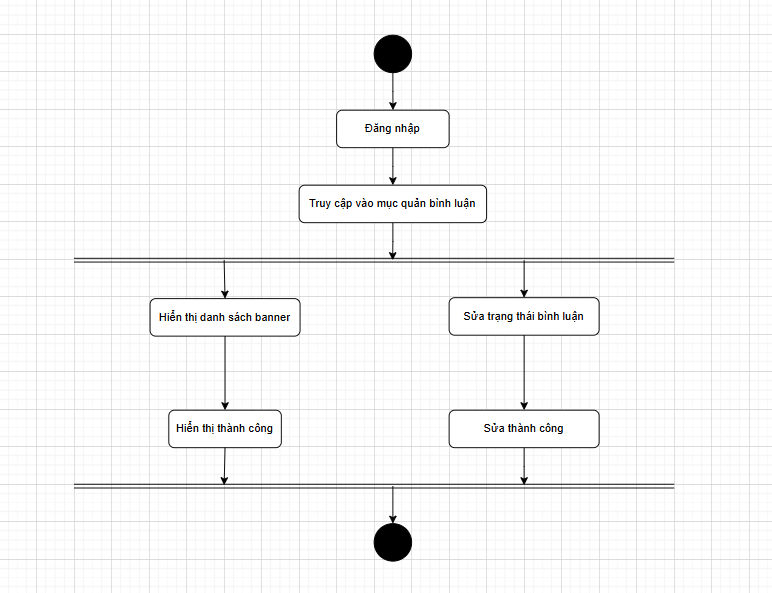 Đăng nhập
Truy cập vào mục quản bình luận
Hiển thị danh sách banner
Sửa trạng thái bình luận
Hiển thị thành công
Sửa thành công